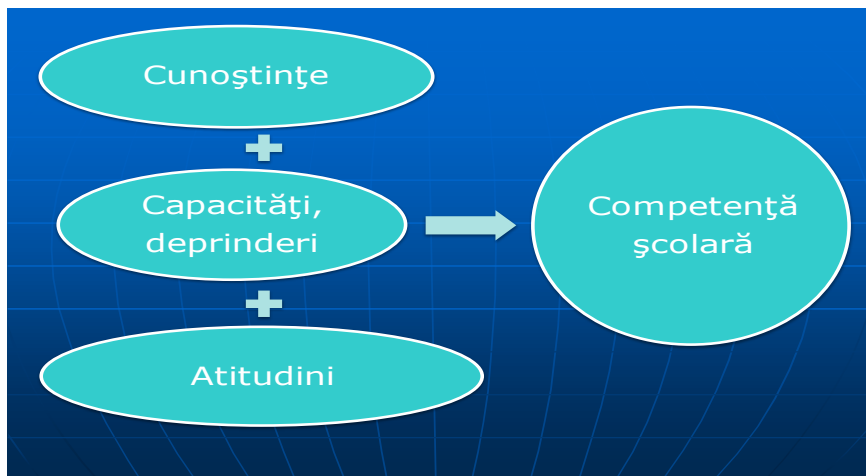 Cunoştinţe
Capacităţi,
deprinderi
Atitudini
Competenţă
şcolară